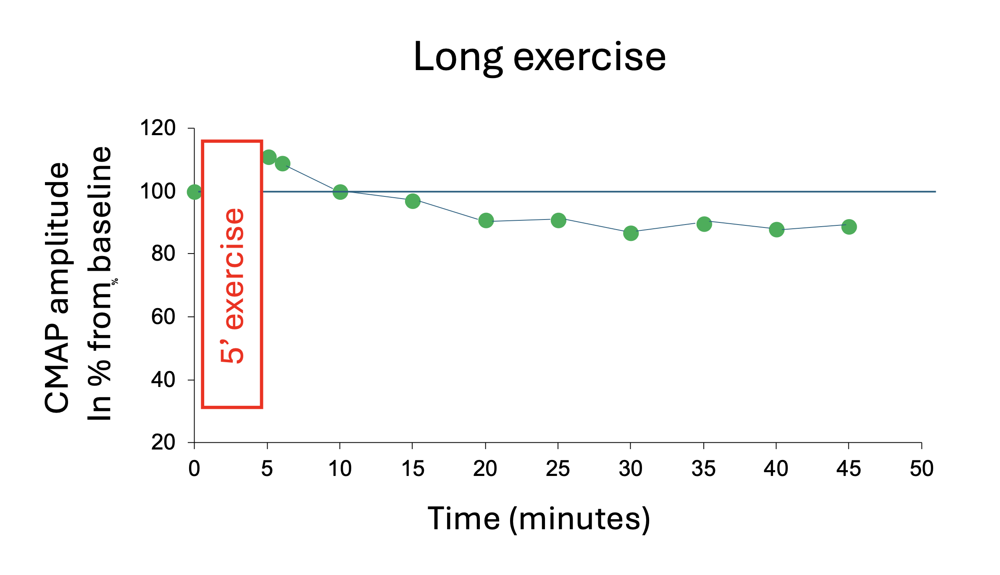 Long exercise
CMAP amplitude
In % from baseline
%
120
100
80
60
40
20
5’ exercise
0 5 10 15 20 25 30 35 40 45 50
Time (minutes)